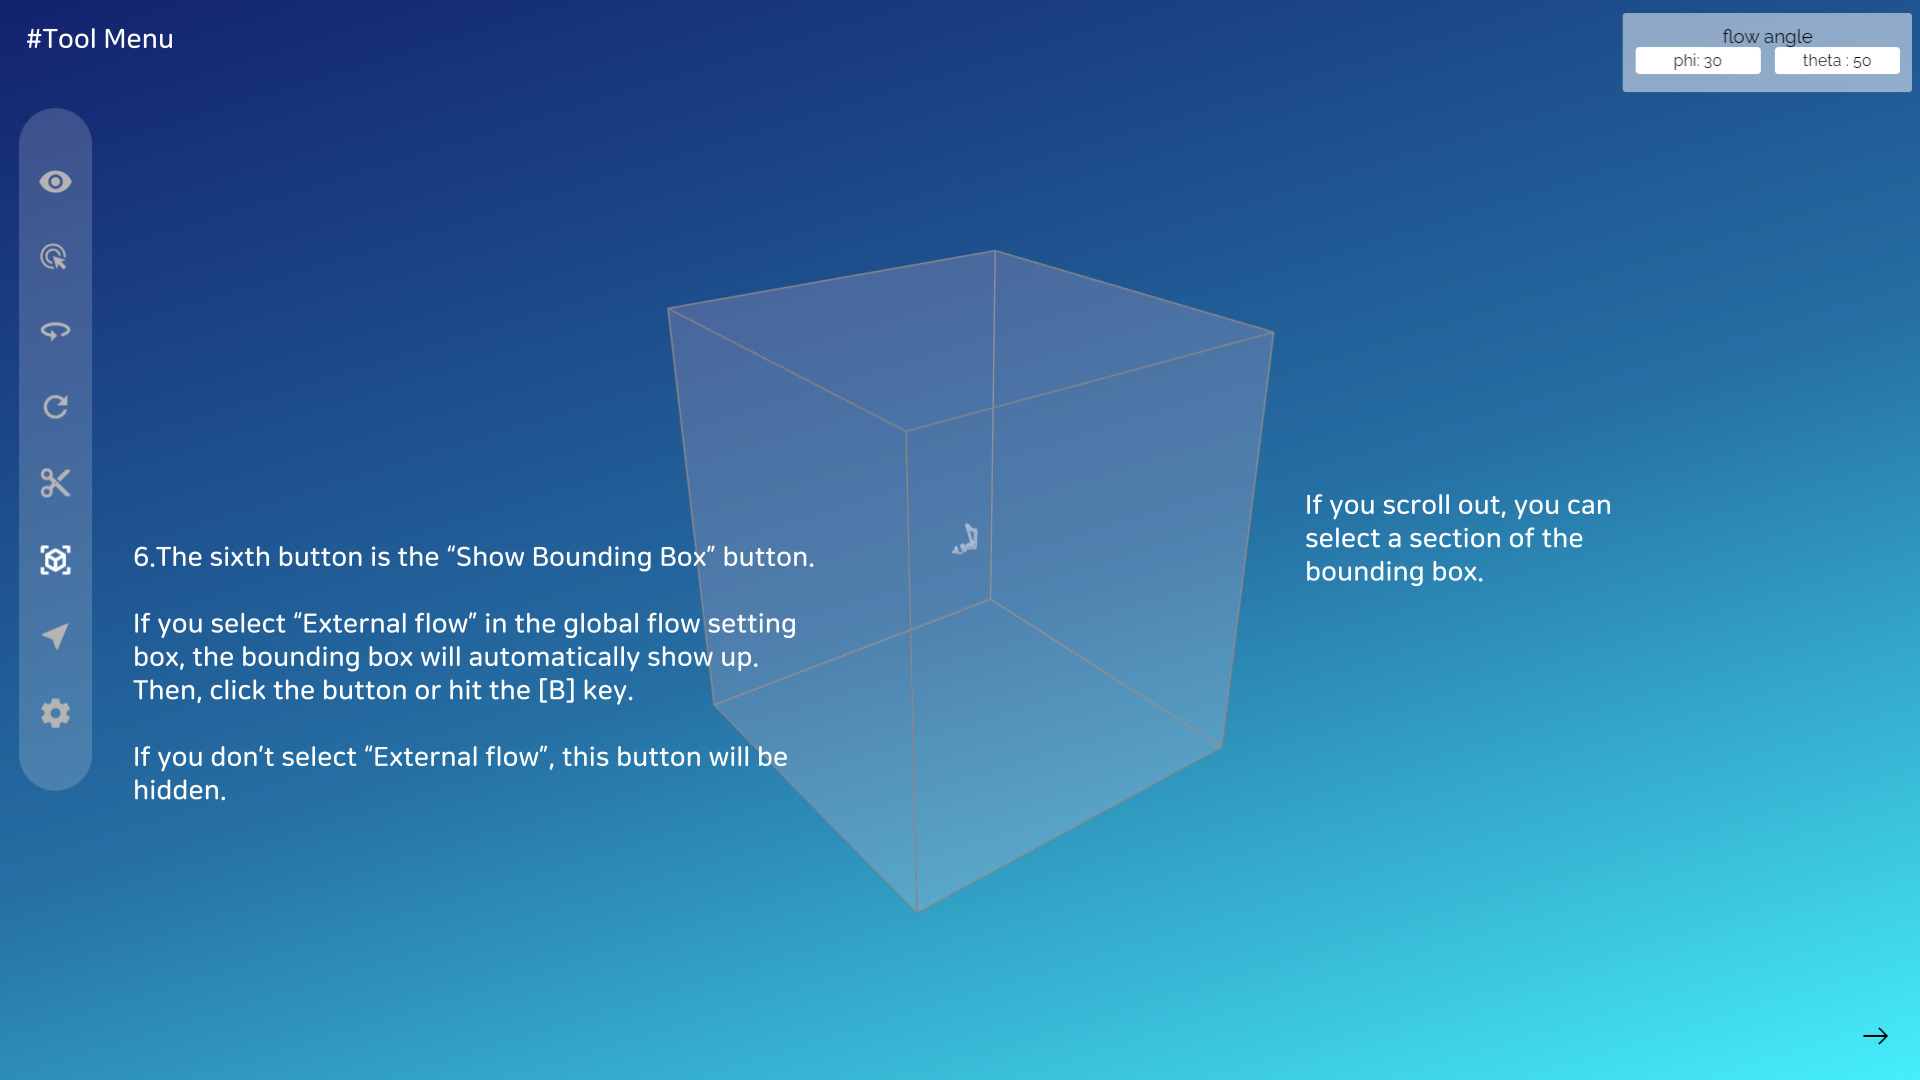 #Tool Menu
flow angle
phi: 30
theta : 50
6.The sixth button is the “Show Bounding Box” button.
If you select “External flow” in the global flow setting
box, the bounding box will automatically show up.
Then, click the button or hit the [B] key.
If you don’t select “External flow”, this button will be
hidden.
If you scroll out, you can
select a section of the
bounding box.